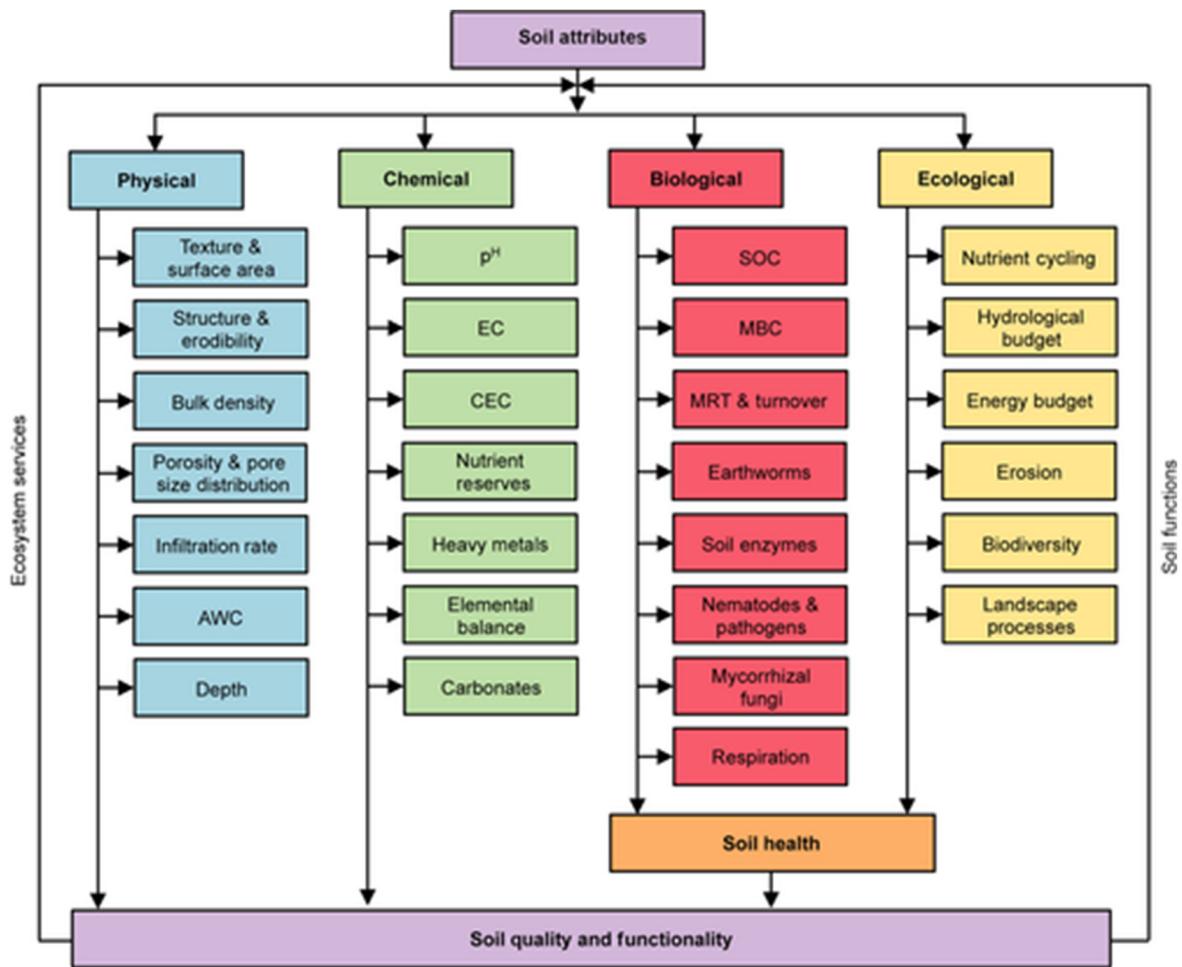 Soil attributes
Physical
Texture &
surface area
Structure &
erodibility
Bulk density
Porosity & pore
size distribution
Infiltration rate
AWC
Depth
Chemical
pᴴ
EC
CEC
Nutrient
reserves
Heavy metals
Elemental
balance
Carbonates
Biological
SOC
MBC
MRT & turnover
Earthworms
Soil enzymes
Nematodes &
pathogens
Mycorrhizal
fungi
Respiration
Ecological
Nutrient cycling
Hydrological
budget
Energy budget
Erosion
Biodiversity
Landscape
processes
Soil health
Soil quality and functionality
Ecosystem services
Soil functions